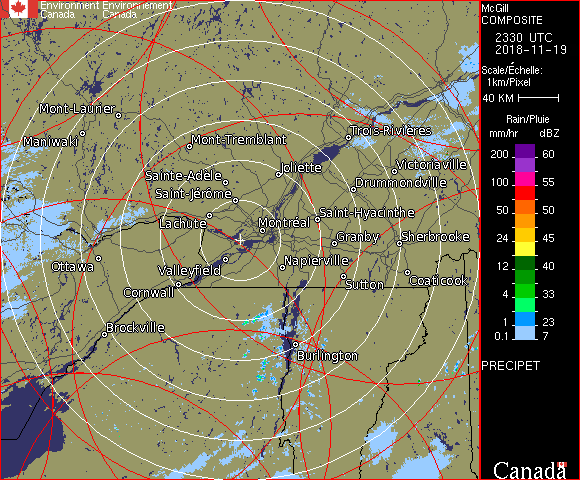 Environment Environnement
Canada Canada
McGill
COMPOSITE
2330 UTC
2018-11-19
Scale/Échelle:
1km/Pixel
40 KM
Rain/Pluie
mm/hr dBZ
200 60
100 55
50 50
24 45
12 40
4 33
1 23
0.1 7
PRECIPET
Canada
Mont-Laurier
Maniwaki
Mont-Tremblant
Trois-Rivières
Joliette
Victoriaville
Sainte-Adèle
Drummondville
Saint-Jérôme
Saint-Hyacinthe
Lachute
Montréal
Granby
Sherbrooke
Ottawa
Valleyfield
Napierville
Cornwall
Sutton
Coaticook
Brockville
Burlington